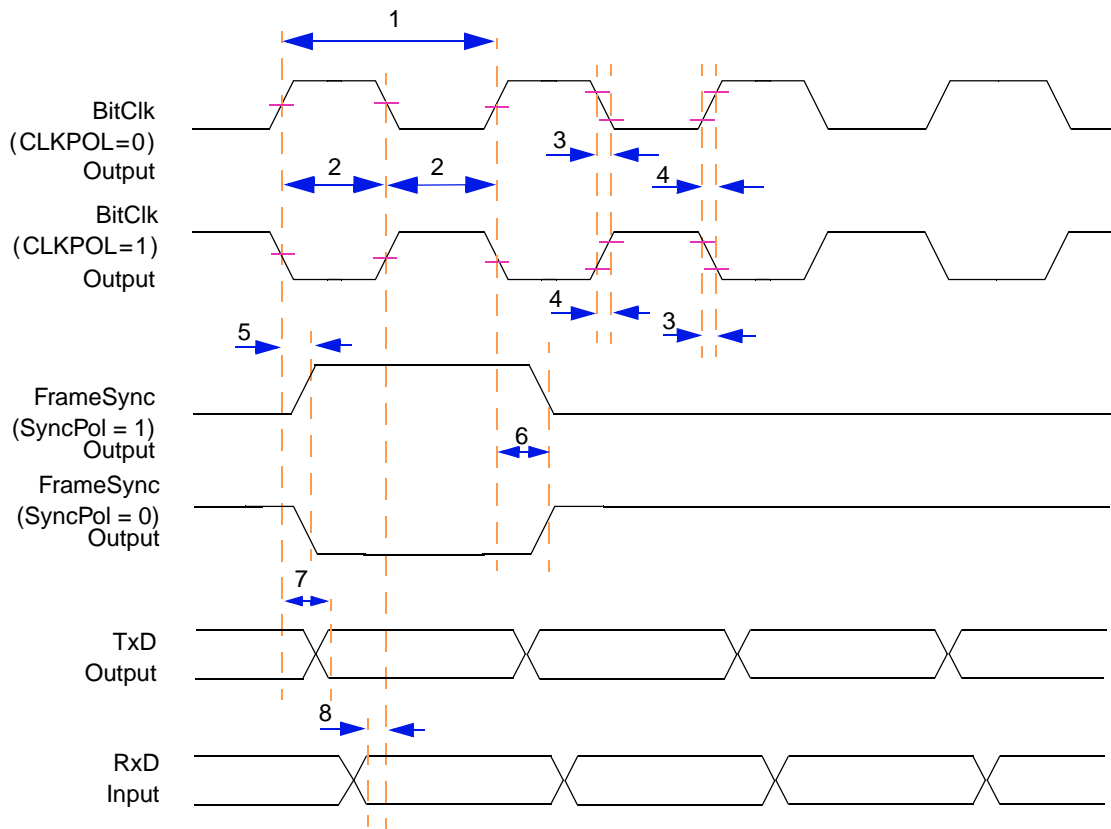 1
BitClk
(CLKPOL=0)
Output
3
2
2
4
BitClk
(CLKPOL=1)
Output
4
3
5
FrameSync
(SyncPol = 1)
Output
6
FrameSync
(SyncPol = 0)
Output
7
TxD
Output
8
RxD
Input